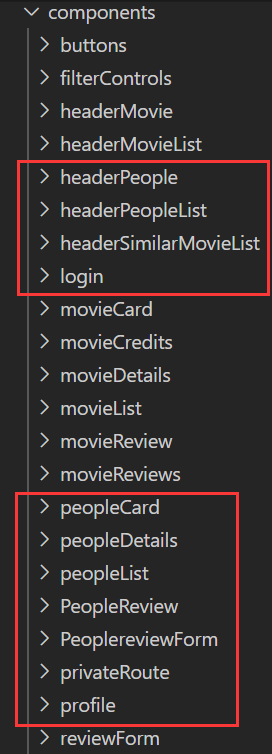 components
buttons
filterControls
headerMovie
headerMovieList
headerPeople
headerPeopleList
headerSimilarMovieList
login
movieCard
movieCredits
movieDetails
movieList
movieReview
movieReviews
peopleCard
peopleDetails
peopleList
PeopleReview
PeoplereviewForm
privateRoute
profile
reviewForm